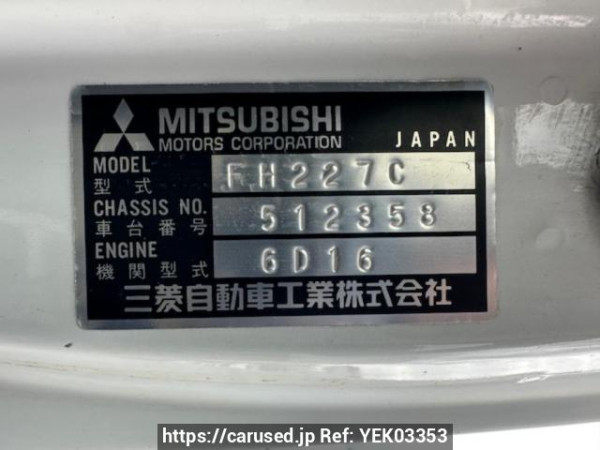 MITSUBISHI
MOTORS CORPORATION JAPAN
MODEL FH227C
型式
CHASSIS NO. 512358
車台番号
ENGINE 6D16
機関型式
三菱自動車工業株式会社
https://carused.jp Ref: YEK03353